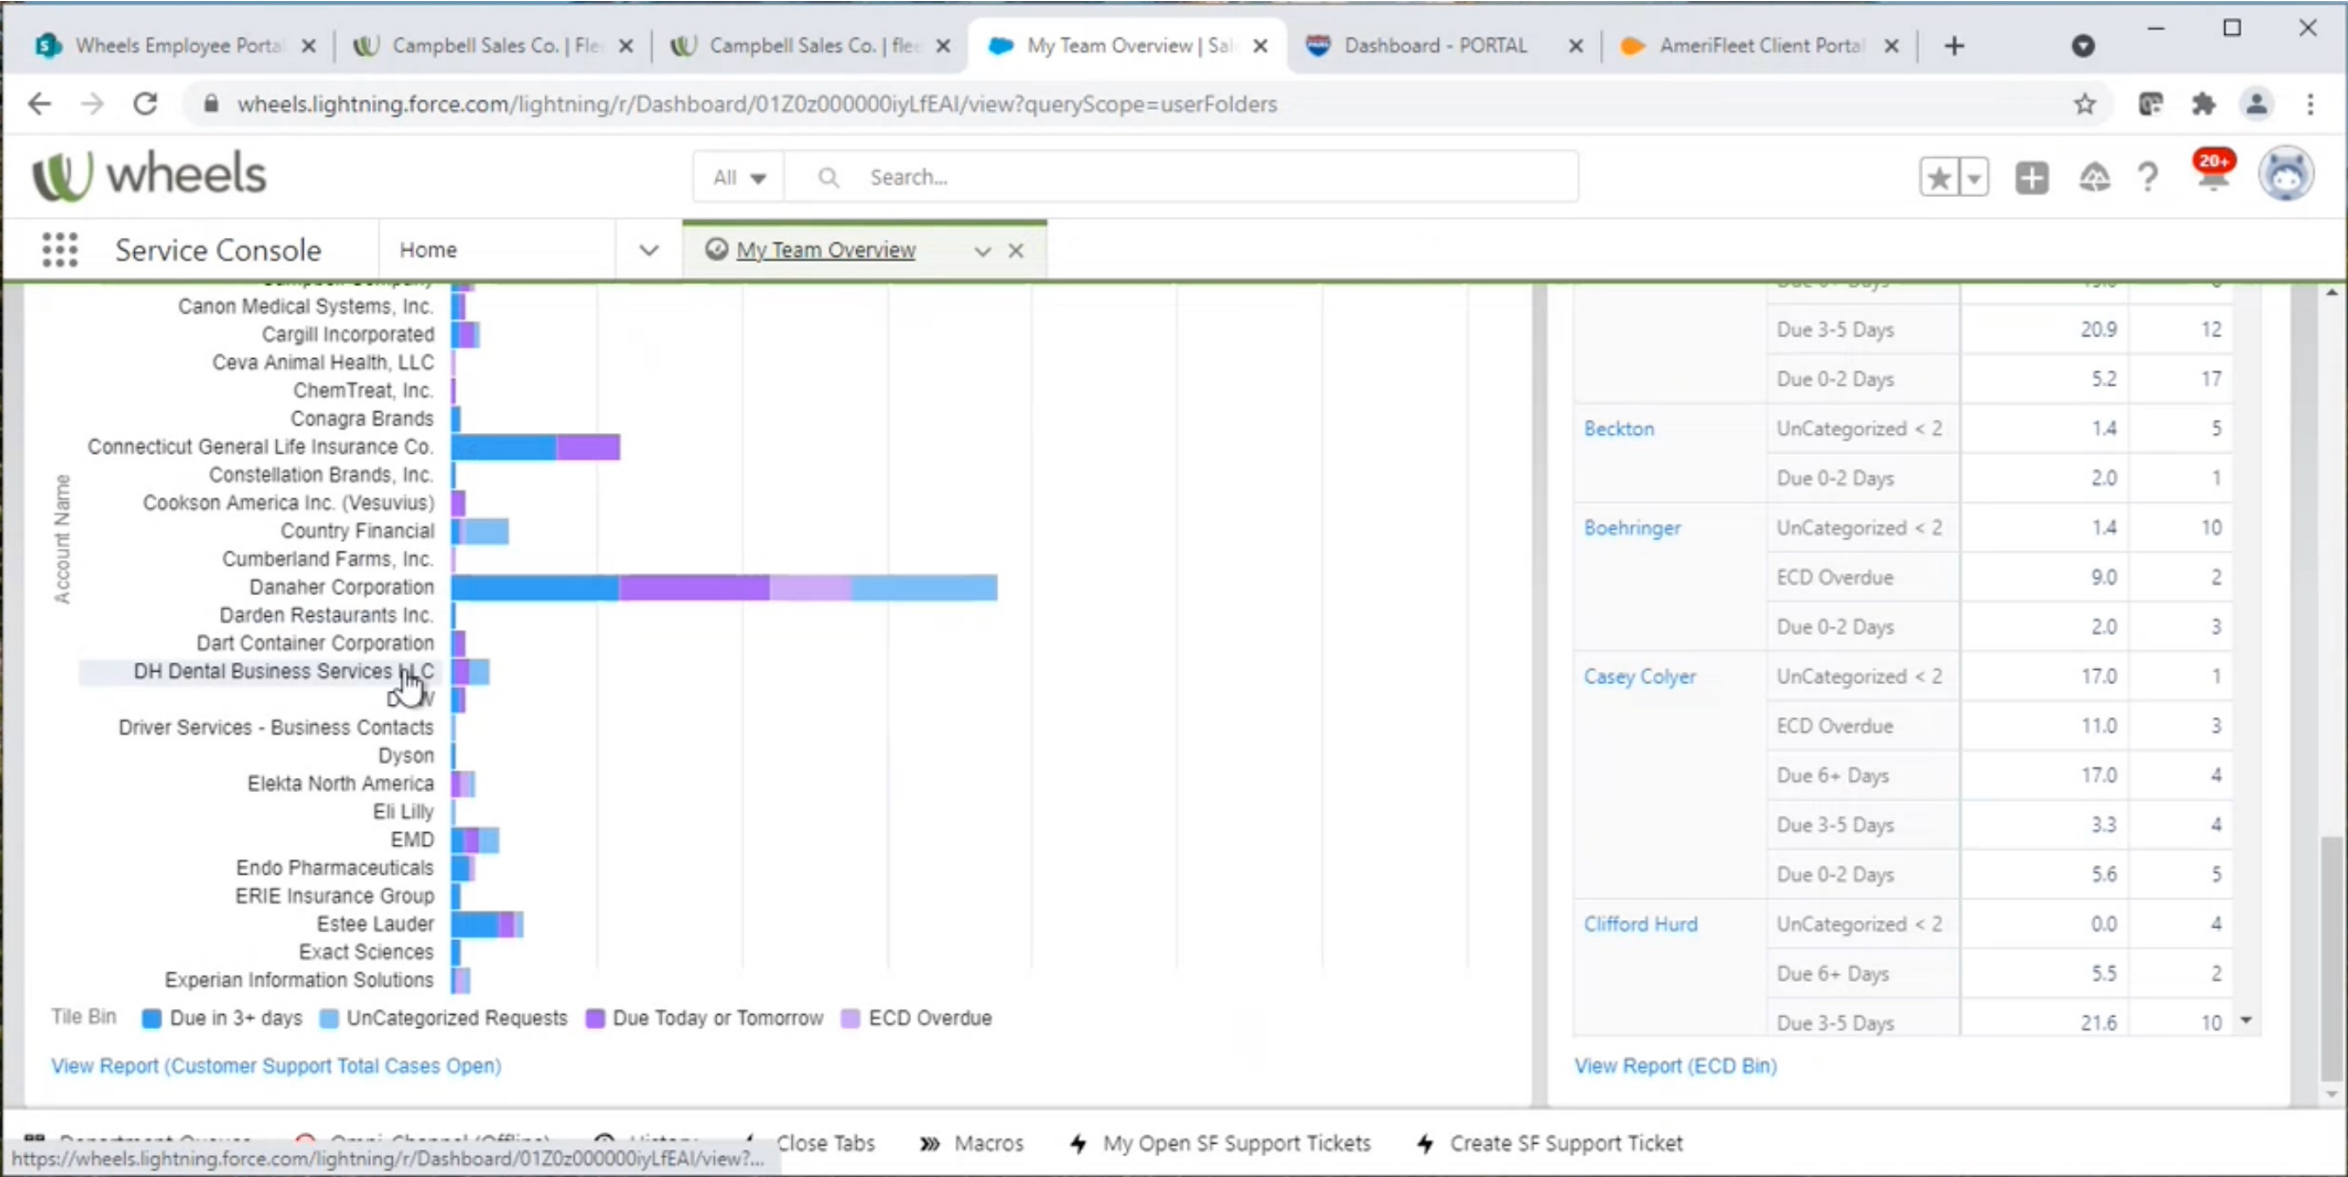 Wheels Employee Porta
Campbell Sales Co. | Fle
Campbell Sales Co. | flee
My Team Overview | Sal
Dashboard - PORTAL
AmeriFleet Client Portal
wheels.lightning.force.com/lightning/r/Dashboard/01Z0z000000iyLfEAI/view?queryScope=userFolders
wheels
All
Search...
20+
Service Console
Home
My Team Overview
Account Name
Campbell Company
Canon Medical Systems, Inc.
Cargill Incorporated
Ceva Animal Health, LLC
ChemTreat, Inc.
Conagra Brands
Connecticut General Life Insurance Co.
Constellation Brands, Inc.
Cookson America Inc. (Vesuvius)
Country Financial
Cumberland Farms, Inc.
Danaher Corporation
Darden Restaurants Inc.
Dart Container Corporation
DH Dental Business Services LLC
Driver Services - Business Contacts
Dyson
Elekta North America
Eli Lilly
EMD
Endo Pharmaceuticals
ERIE Insurance Group
Estee Lauder
Exact Sciences
Experian Information Solutions
Tile Bin Due in 3+ days UnCategorized Requests Due Today or Tomorrow ECD Overdue
View Report (Customer Support Total Cases Open)
Due 3-5 Days 20.9 12
Due 0-2 Days 5.2 17
Beckton UnCategorized < 2 1.4 5
Due 0-2 Days 2.0 1
Boehringer UnCategorized < 2 1.4 10
ECD Overdue 9.0 2
Due 0-2 Days 2.0 3
Casey Colyer UnCategorized < 2 17.0 1
ECD Overdue 11.0 3
Due 6+ Days 17.0 4
Due 3-5 Days 3.3 4
Due 0-2 Days 5.6 5
Clifford Hurd UnCategorized < 2 0.0 4
Due 6+ Days 5.5 2
Due 3-5 Days 21.6 10
View Report (ECD Bin)
Department Queues Omni-Channel (Offline) History Close Tabs Macros My Open SF Support Tickets Create SF Support Ticket
https://wheels.lightning.force.com/lightning/r/Dashboard/01Z0z000000iyLfEAI/view?...